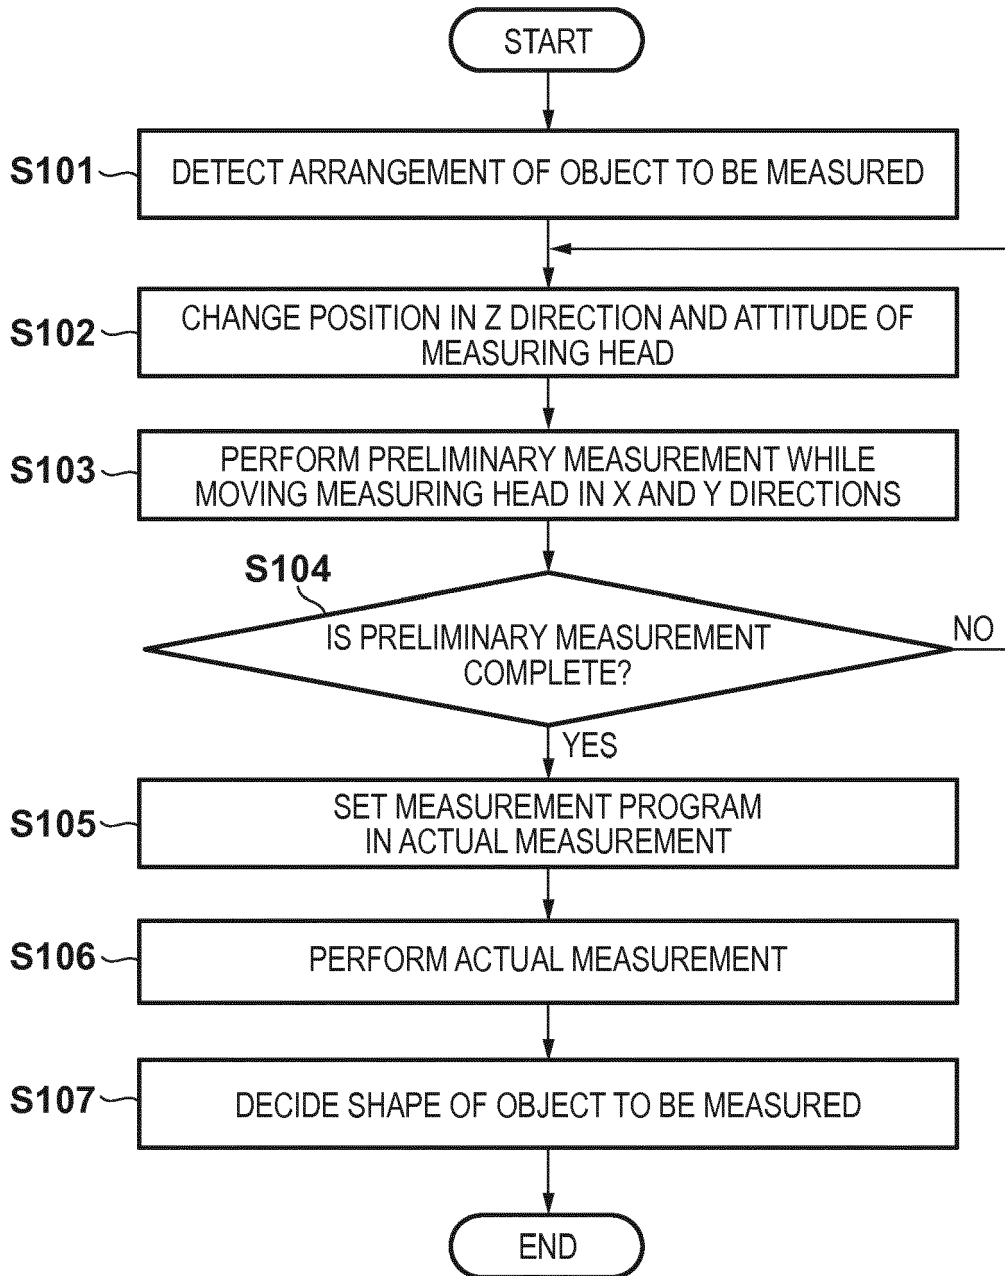 START
S101
DETECT ARRANGEMENT OF OBJECT TO BE MEASURED
S102
CHANGE POSITION IN Z DIRECTION AND ATTITUDE OF
MEASURING HEAD
S103
PERFORM PRELIMINARY MEASUREMENT WHILE
MOVING MEASURING HEAD IN X AND Y DIRECTIONS
S104
IS PRELIMINARY MEASUREMENT
COMPLETE?
NO
YES
S105
SET MEASUREMENT PROGRAM
IN ACTUAL MEASUREMENT
S106
PERFORM ACTUAL MEASUREMENT
S107
DECIDE SHAPE OF OBJECT TO BE MEASURED
END